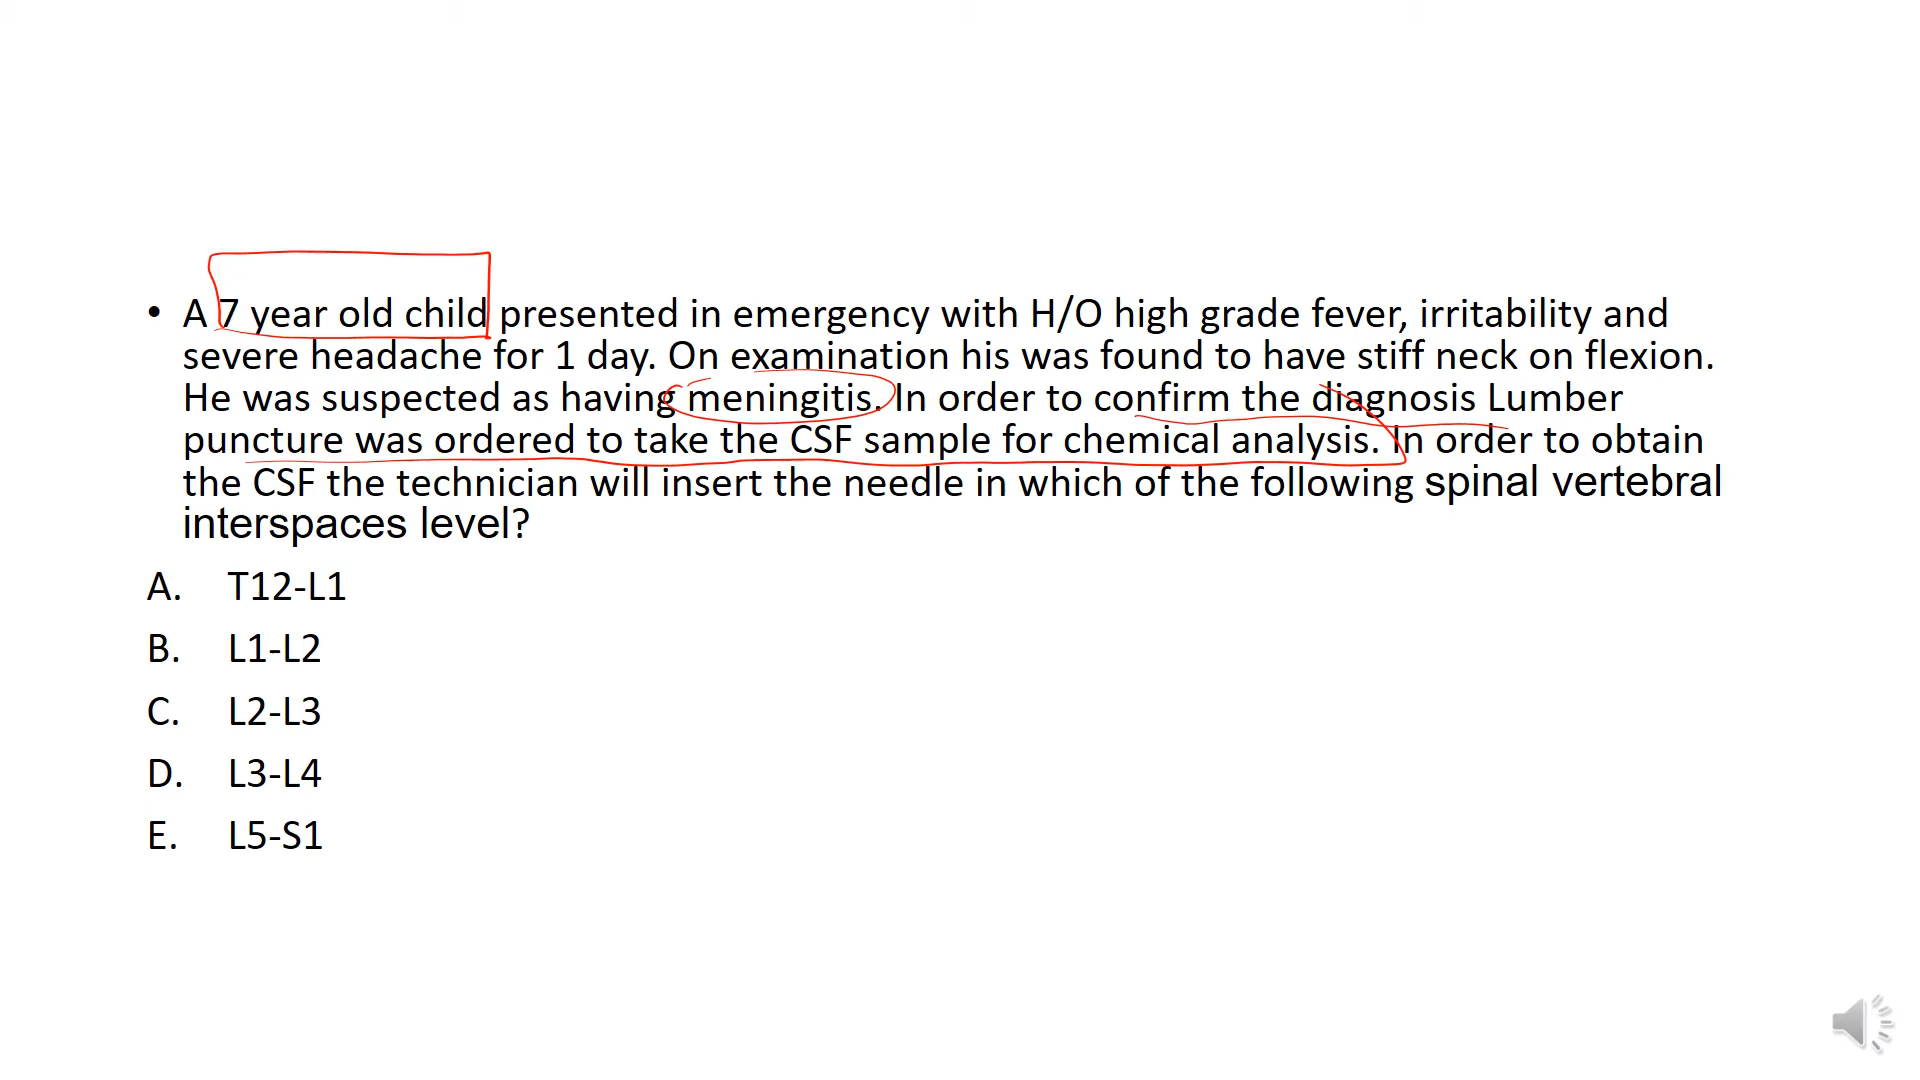 • A 7 year old child presented in emergency with H/O high grade fever, irritability and
severe headache for 1 day. On examination his was found to have stiff neck on flexion.
He was suspected as having meningitis. In order to confirm the diagnosis Lumber
puncture was ordered to take the CSF sample for chemical analysis. In order to obtain
the CSF the technician will insert the needle in which of the following spinal vertebral
interspaces level?
A. T12-L1
B. L1-L2
C. L2-L3
D. L3-L4
E. L5-S1